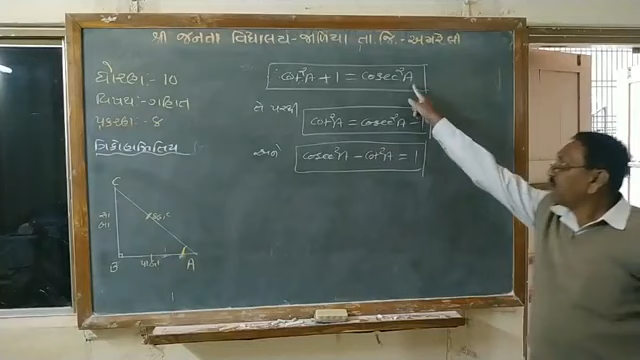 શ્રી જનતા વિદ્યાલય-જાળિયા તા. જિ.- અમરેલી
ધોરણ:- 10
વિષય:- ગણિત
પ્રકરણ:- 8
ત્રિકોણમિતિય
cot²A + 1 = cosec²A
તે પરથી
cot²A = cosec²A - 1
અને
cosec²A - cot²A = 1
C
B
A